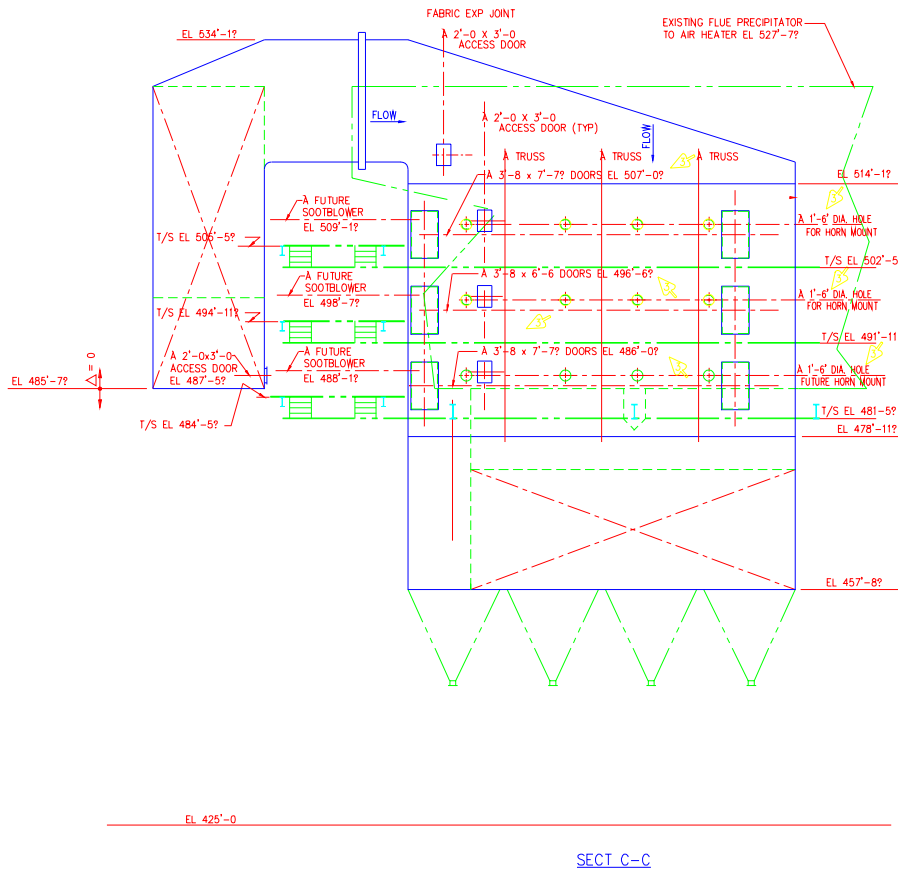 FABRIC EXP JOINT
EL 534'-1?
À 2'-0 X 3'-0
ACCESS DOOR
EXISTING FLUE PRECIPITATOR
TO AIR HEATER EL 527'-7?
FLOW
À 2'-0 X 3'-0
ACCESS DOOR (TYP)
FLOW
À TRUSS
À TRUSS
À TRUSS
À 3'-8 x 7'-7? DOORS EL 507'-0?
EL 514'-1?
À FUTURE
SOOTBLOWER
EL 509'-1?
À 1'-6' DIA. HOLE
FOR HORN MOUNT
T/S EL 505'-5?
T/S EL 502'-5
À FUTURE
SOOTBLOWER
EL 498'-7?
À 3'-8 x 6'-6 DOORS EL 496'-6?
À 1'-6' DIA. HOLE
FOR HORN MOUNT
T/S EL 494'-11?
T/S EL 491'-11
À 2'-0x3'-0
ACCESS DOOR
EL 487'-5?
À FUTURE
SOOTBLOWER
EL 488'-1?
À 3'-8 x 7'-7? DOORS EL 486'-0?
À 1'-6' DIA. HOLE
FUTURE HORN MOUNT
EL 485'-7?
△ = 0
T/S EL 484'-5?
T/S EL 481-5?
EL 478'-11?
EL 457'-8?
EL 425'-0
SECT C-C